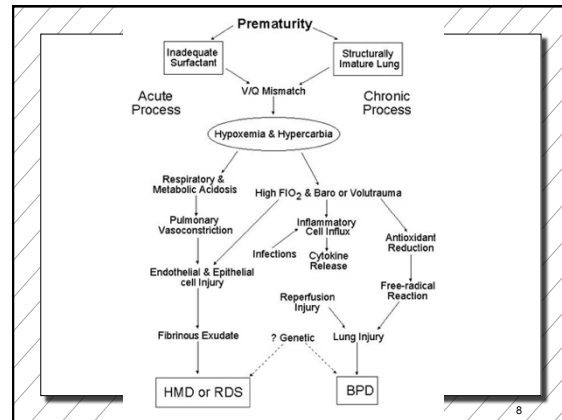 Prematurity
Inadequate
Surfactant
Structurally
Imature Lung
V/Q Mismatch
Acute
Process
Chronic
Process
Hypoxemia & Hypercarbia
Respiratory &
Metabolic Acidosis
High FIO2 & Baro or Volutrauma
Pulmonary
Vasoconstriction
Inflammatory
Cell Influx
Antioxidant
Reduction
Infections
Cytokine
Release
Endothelial & Epithelial
cell Injury
Free-radical
Reaction
Reperfusion
Injury
Fibrinous Exudate
? Genetic
Lung Injury
HMD or RDS
BPD
8